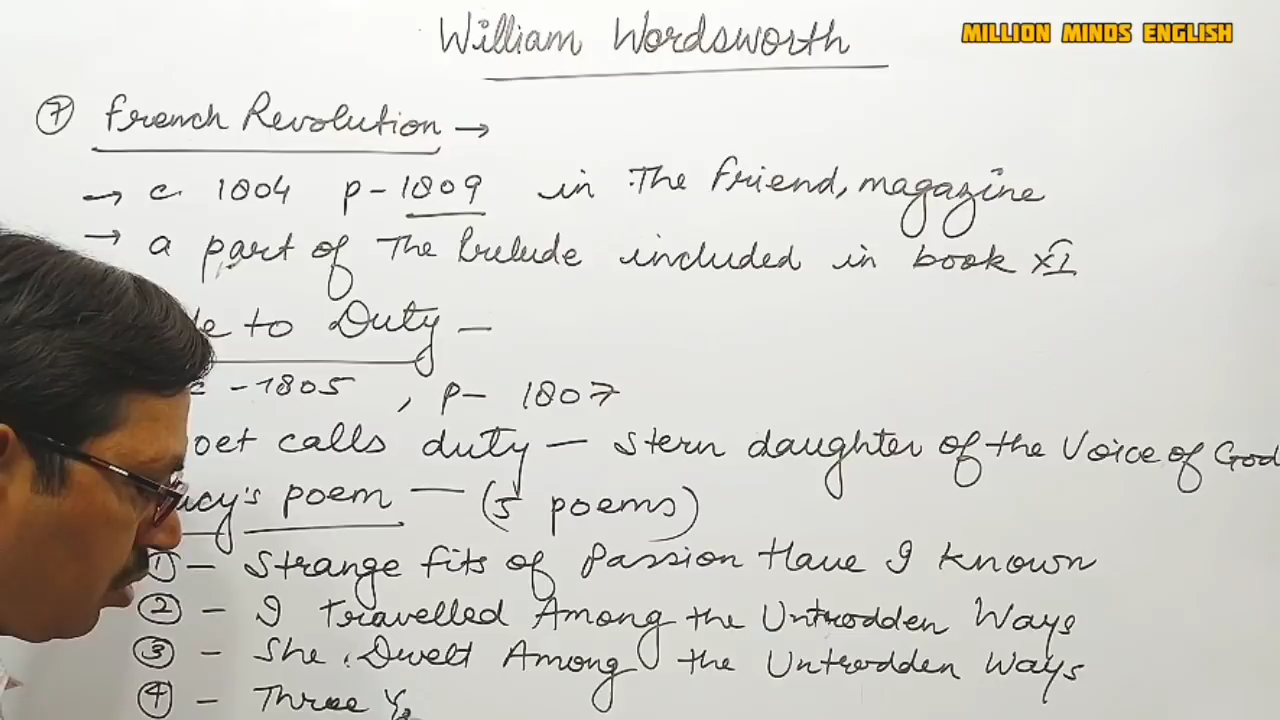 William Wordsworth
MILLION MINDS ENGLISH
⑦ French Revolution →
→ c. 1804 p - 1809 in The Friend, magazine
→ a part of The Prelude included in book XI
to Duty -
- 1805, p - 1807
calls duty - Stern daughter of the Voice of God
poem - (5 poems)
① - Strange fits of Passion Have I Known
② - I Travelled Among the Untrodden Ways
③ - She Dwelt Among the Untrodden Ways
④ - Three